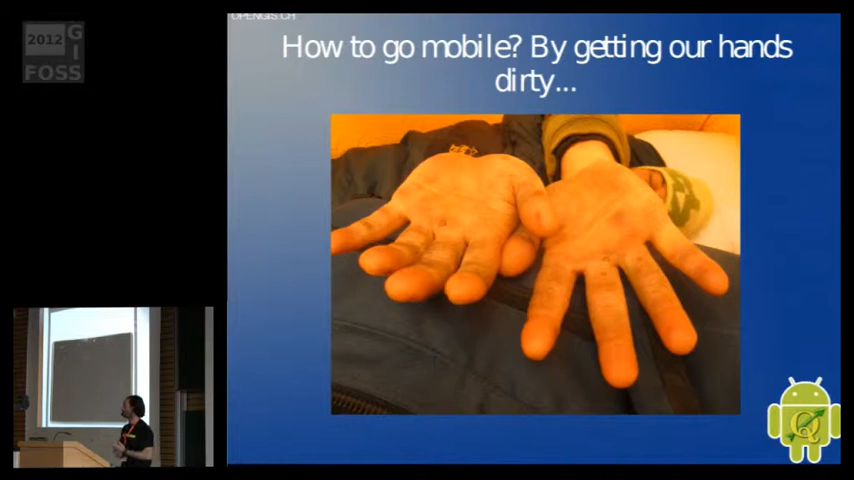 OPENGIS.CH
2012 G
I
FOSS
How to go mobile? By getting our hands
dirty...
Q